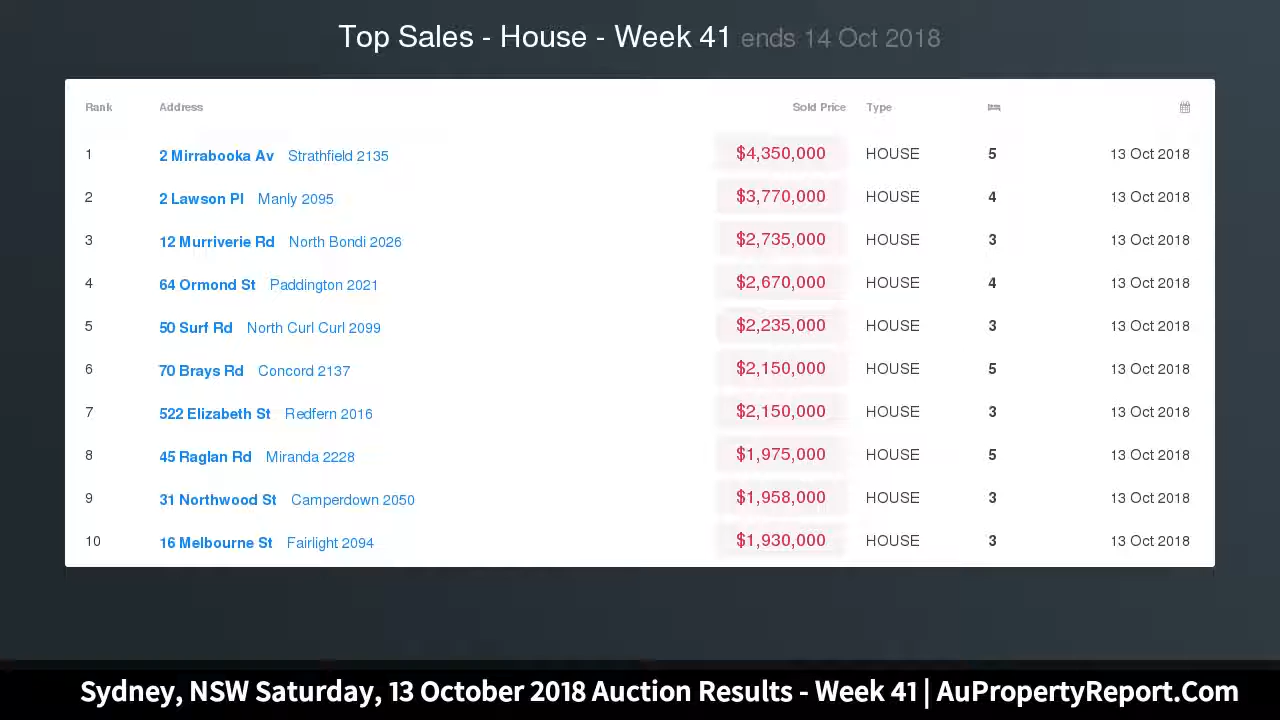 Top Sales - House - Week 41 ends 14 Oct 2018
Rank Address Sold Price Type
1 2 Mirrabooka Av Strathfield 2135 $4,350,000 HOUSE 5 13 Oct 2018
2 2 Lawson Pl Manly 2095 $3,770,000 HOUSE 4 13 Oct 2018
3 12 Murriverie Rd North Bondi 2026 $2,735,000 HOUSE 3 13 Oct 2018
4 64 Ormond St Paddington 2021 $2,670,000 HOUSE 4 13 Oct 2018
5 50 Surf Rd North Curl Curl 2099 $2,235,000 HOUSE 3 13 Oct 2018
6 70 Brays Rd Concord 2137 $2,150,000 HOUSE 5 13 Oct 2018
7 522 Elizabeth St Redfern 2016 $2,150,000 HOUSE 3 13 Oct 2018
8 45 Raglan Rd Miranda 2228 $1,975,000 HOUSE 5 13 Oct 2018
9 31 Northwood St Camperdown 2050 $1,958,000 HOUSE 3 13 Oct 2018
10 16 Melbourne St Fairlight 2094 $1,930,000 HOUSE 3 13 Oct 2018
Sydney, NSW Saturday, 13 October 2018 Auction Results - Week 41 | AuPropertyReport.Com